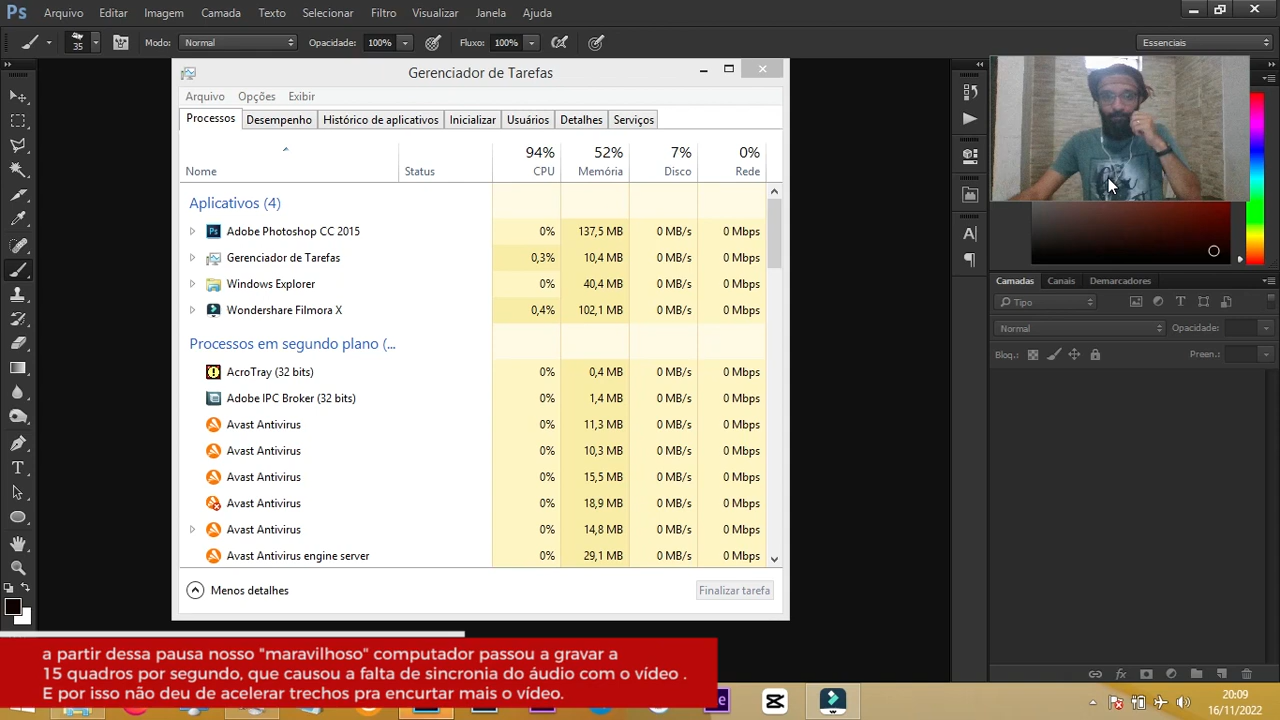 Ps Arquivo Editar Imagem Camada Texto Selecionar Filtro Visualizar Janela Ajuda
35 Modo: Normal Opacidade: 100% Fluxo: 100% Essenciais
Gerenciador de Tarefas
Arquivo Opções Exibir
Processos Desempenho Histórico de aplicativos Inicializar Usuários Detalhes Serviços
94% 52% 7% 0%
Nome Status CPU Memória Disco Rede
Aplicativos (4)
Ps Adobe Photoshop CC 2015 0% 137,5 MB 0 MB/s 0 Mbps
Gerenciador de Tarefas 0,3% 10,4 MB 0 MB/s 0 Mbps
Windows Explorer 0% 40,4 MB 0 MB/s 0 Mbps
Wondershare Filmora X 0,4% 102,1 MB 0 MB/s 0 Mbps
Processos em segundo plano (...
AcroTray (32 bits) 0% 0,4 MB 0 MB/s 0 Mbps
Adobe IPC Broker (32 bits) 0% 1,4 MB 0 MB/s 0 Mbps
Avast Antivirus 0% 11,3 MB 0 MB/s 0 Mbps
Avast Antivirus 0% 10,3 MB 0 MB/s 0 Mbps
Avast Antivirus 0% 15,5 MB 0 MB/s 0 Mbps
Avast Antivirus 0% 18,9 MB 0 MB/s 0 Mbps
Avast Antivirus 0% 14,8 MB 0 MB/s 0 Mbps
Avast Antivirus engine server 0% 29,1 MB 0 MB/s 0 Mbps
Menos detalhes Finalizar tarefa
Camadas Canais Demarcadores
Tipo
Normal Opacidade:
Bloq.: Preen.:
a partir dessa pausa nosso "maravilhoso" computador passou a gravar a
15 quadros por segundo, que causou a falta de sincronia do áudio com o vídeo .
E por isso não deu de acelerar trechos pra encurtar mais o vídeo.
20:09
16/11/2022